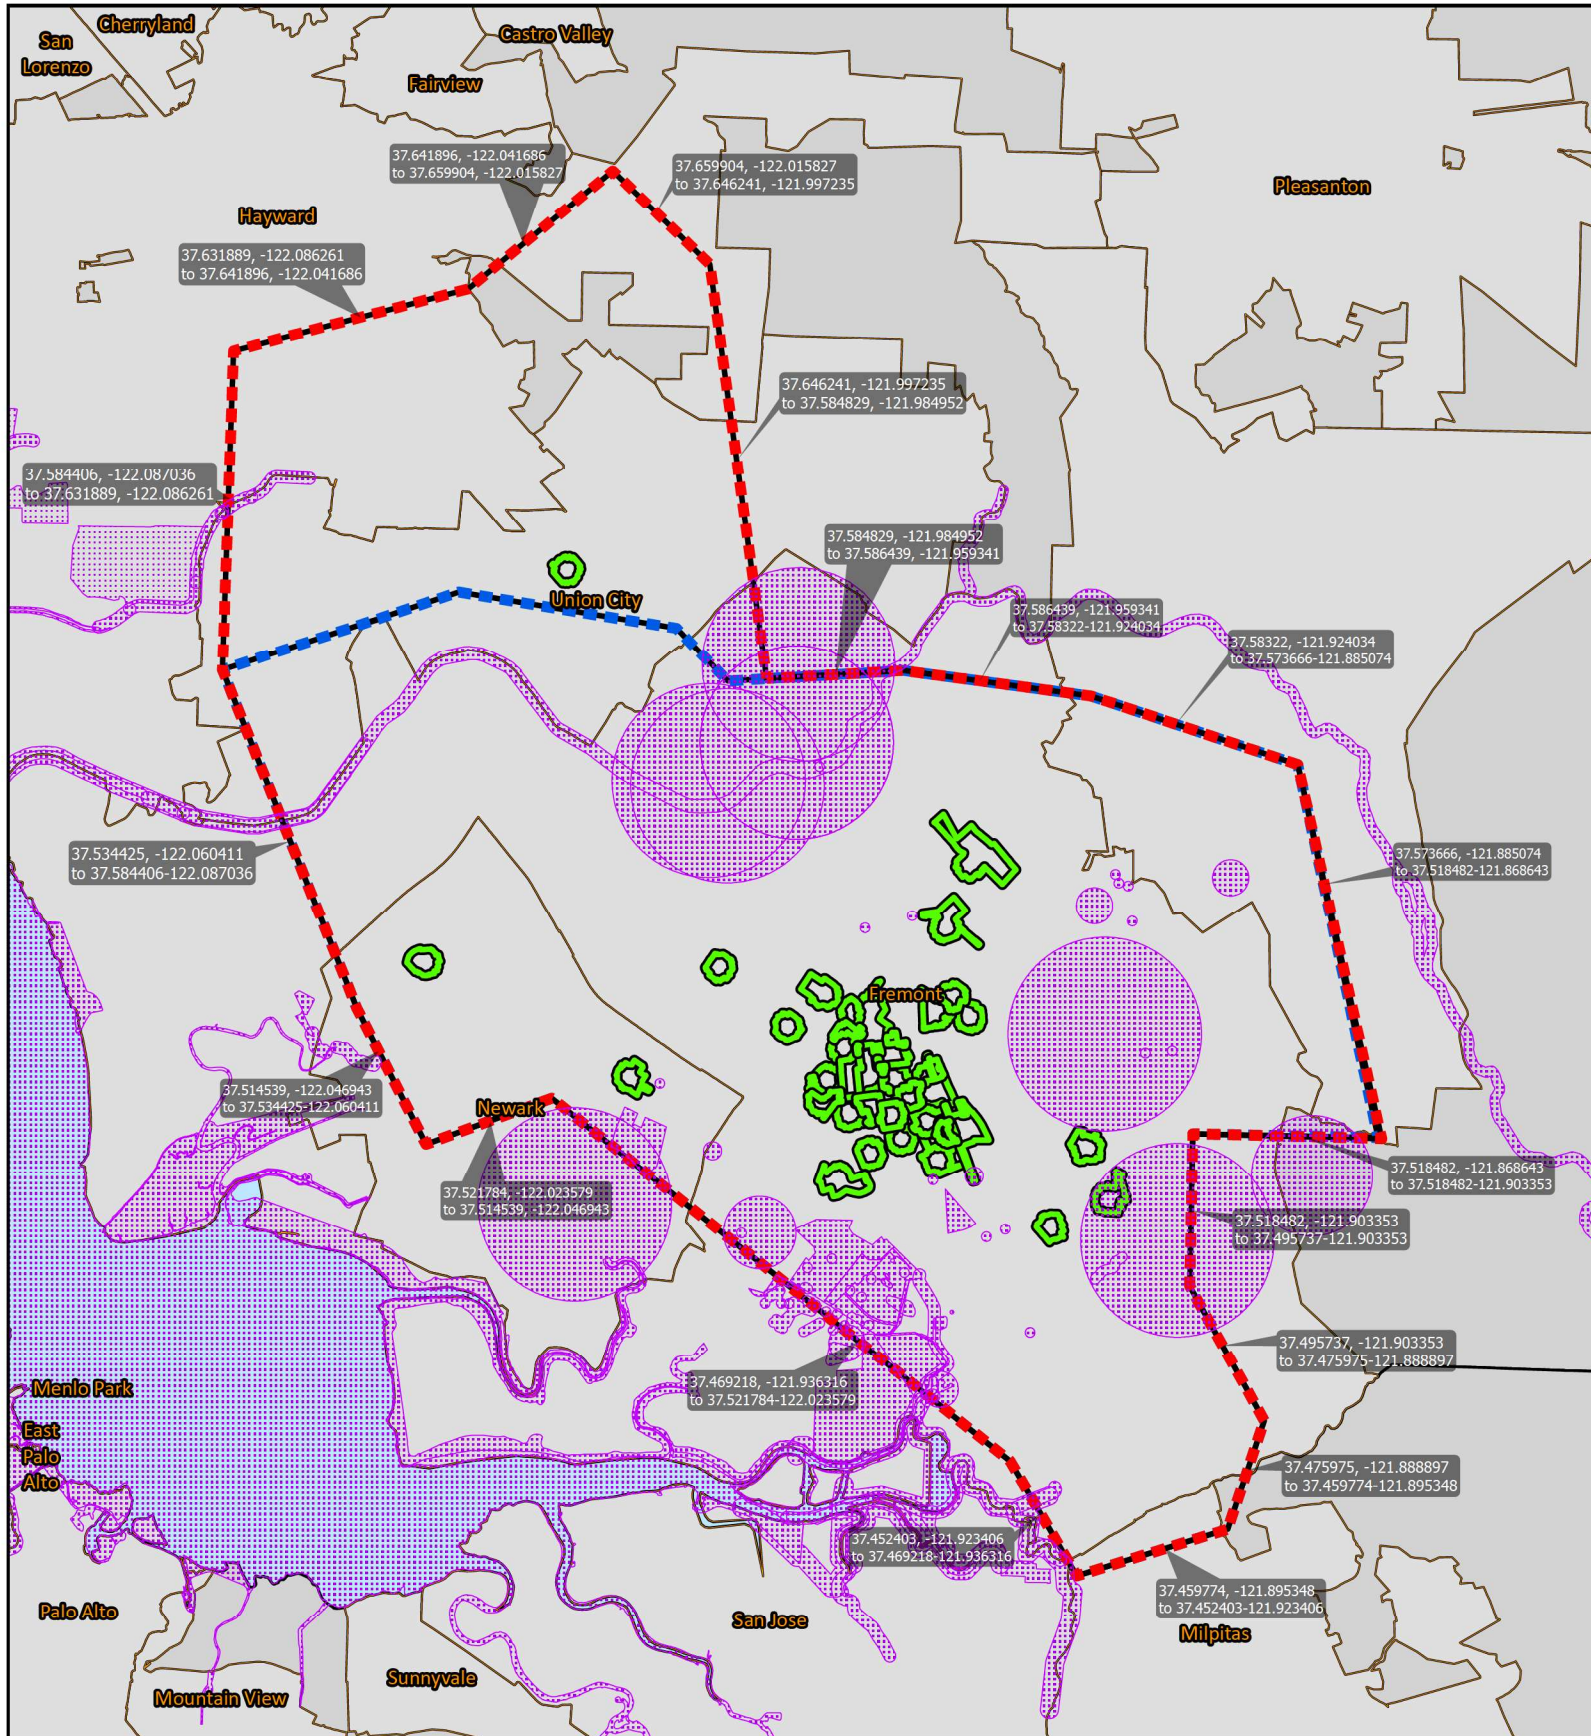 Cherryland
San
Lorenzo
Castro Valley
Fairview
37.641896, -122.041686
to 37.659904, -122.015827
37.659904, -122.015827
to 37.646241, -121.997235
Pleasanton
Hayward
37.631889, -122.086261
to 37.641896, -122.041686
37.646241, -121.997235
to 37.584829, -121.984952
37.584406, -122.087036
to 37.631889, -122.086261
37.584829, -121.984952
to 37.586439, -121.959341
Union City
37.586439, -121.959341
to 37.58322-121.924034
37.58322, -121.924034
to 37.573666-121.885074
37.534425, -122.060411
to 37.584406-122.087036
37.573666, -121.885074
to 37.518482-121.868643
Fremont
37.514539, -122.046943
to 37.534425-122.060411
Newark
37.521784, -122.023579
to 37.514539, -122.046943
37.518482, -121.868643
to 37.518482-121.903353
37.518482, -121.903353
to 37.495737-121.903353
37.495737, -121.903353
to 37.475975-121.888897
37.469218, -121.936316
to 37.521784-122.023579
Menlo Park
East
Palo
Alto
37.475975, -121.888897
to 37.459774-121.895348
37.452403, -121.923406
to 37.469218-121.936316
37.459774, -121.895348
to 37.452403-121.923406
Palo Alto
San Jose
Milpitas
Sunnyvale
Mountain View